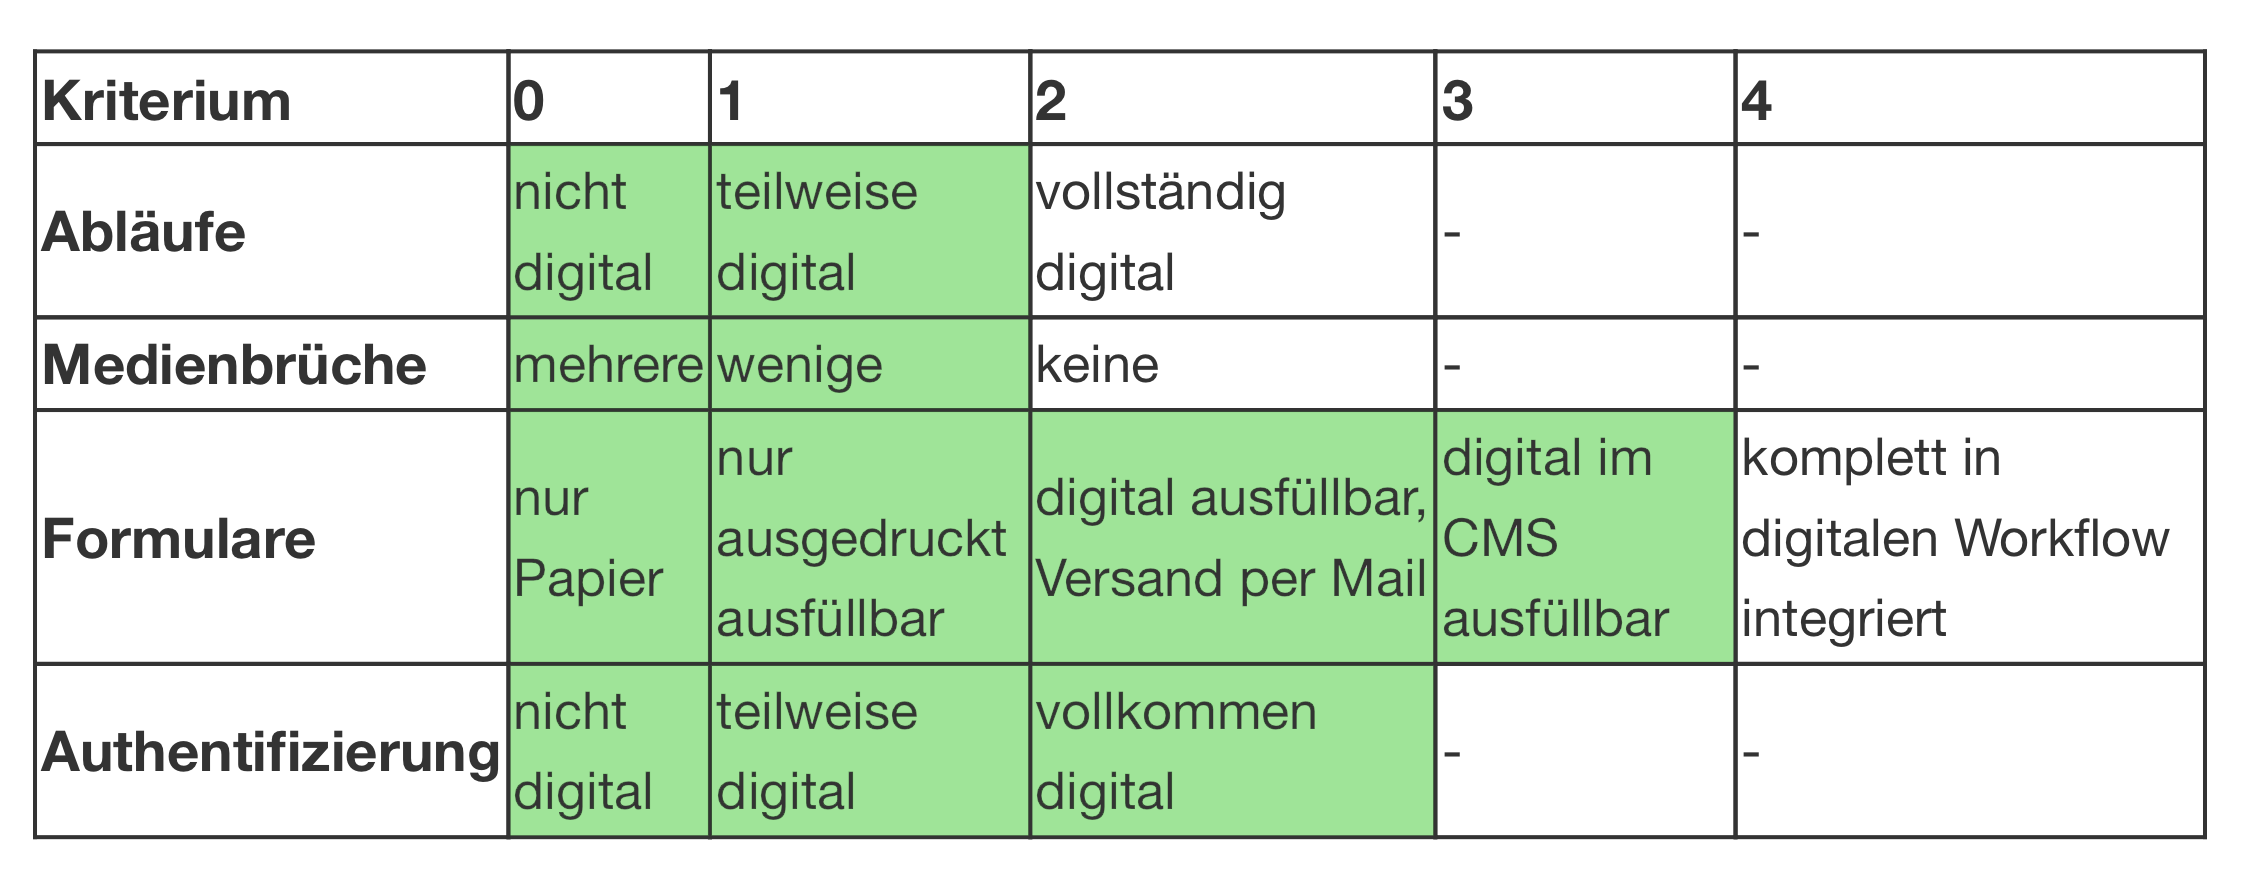 Kriterium 0 1 2 3 4
Abläufe
nicht
digital
teilweise
digital
vollständig
digital
-
-
Medienbrüche mehrere wenige keine - -
Formulare
nur
Papier
nur
ausgedruckt
ausfüllbar
digital ausfüllbar,
Versand per Mail
digital im
CMS
ausfüllbar
komplett in
digitalen Workflow
integriert
Authentifizierung
nicht
digital
teilweise
digital
vollkommen
digital
-
-